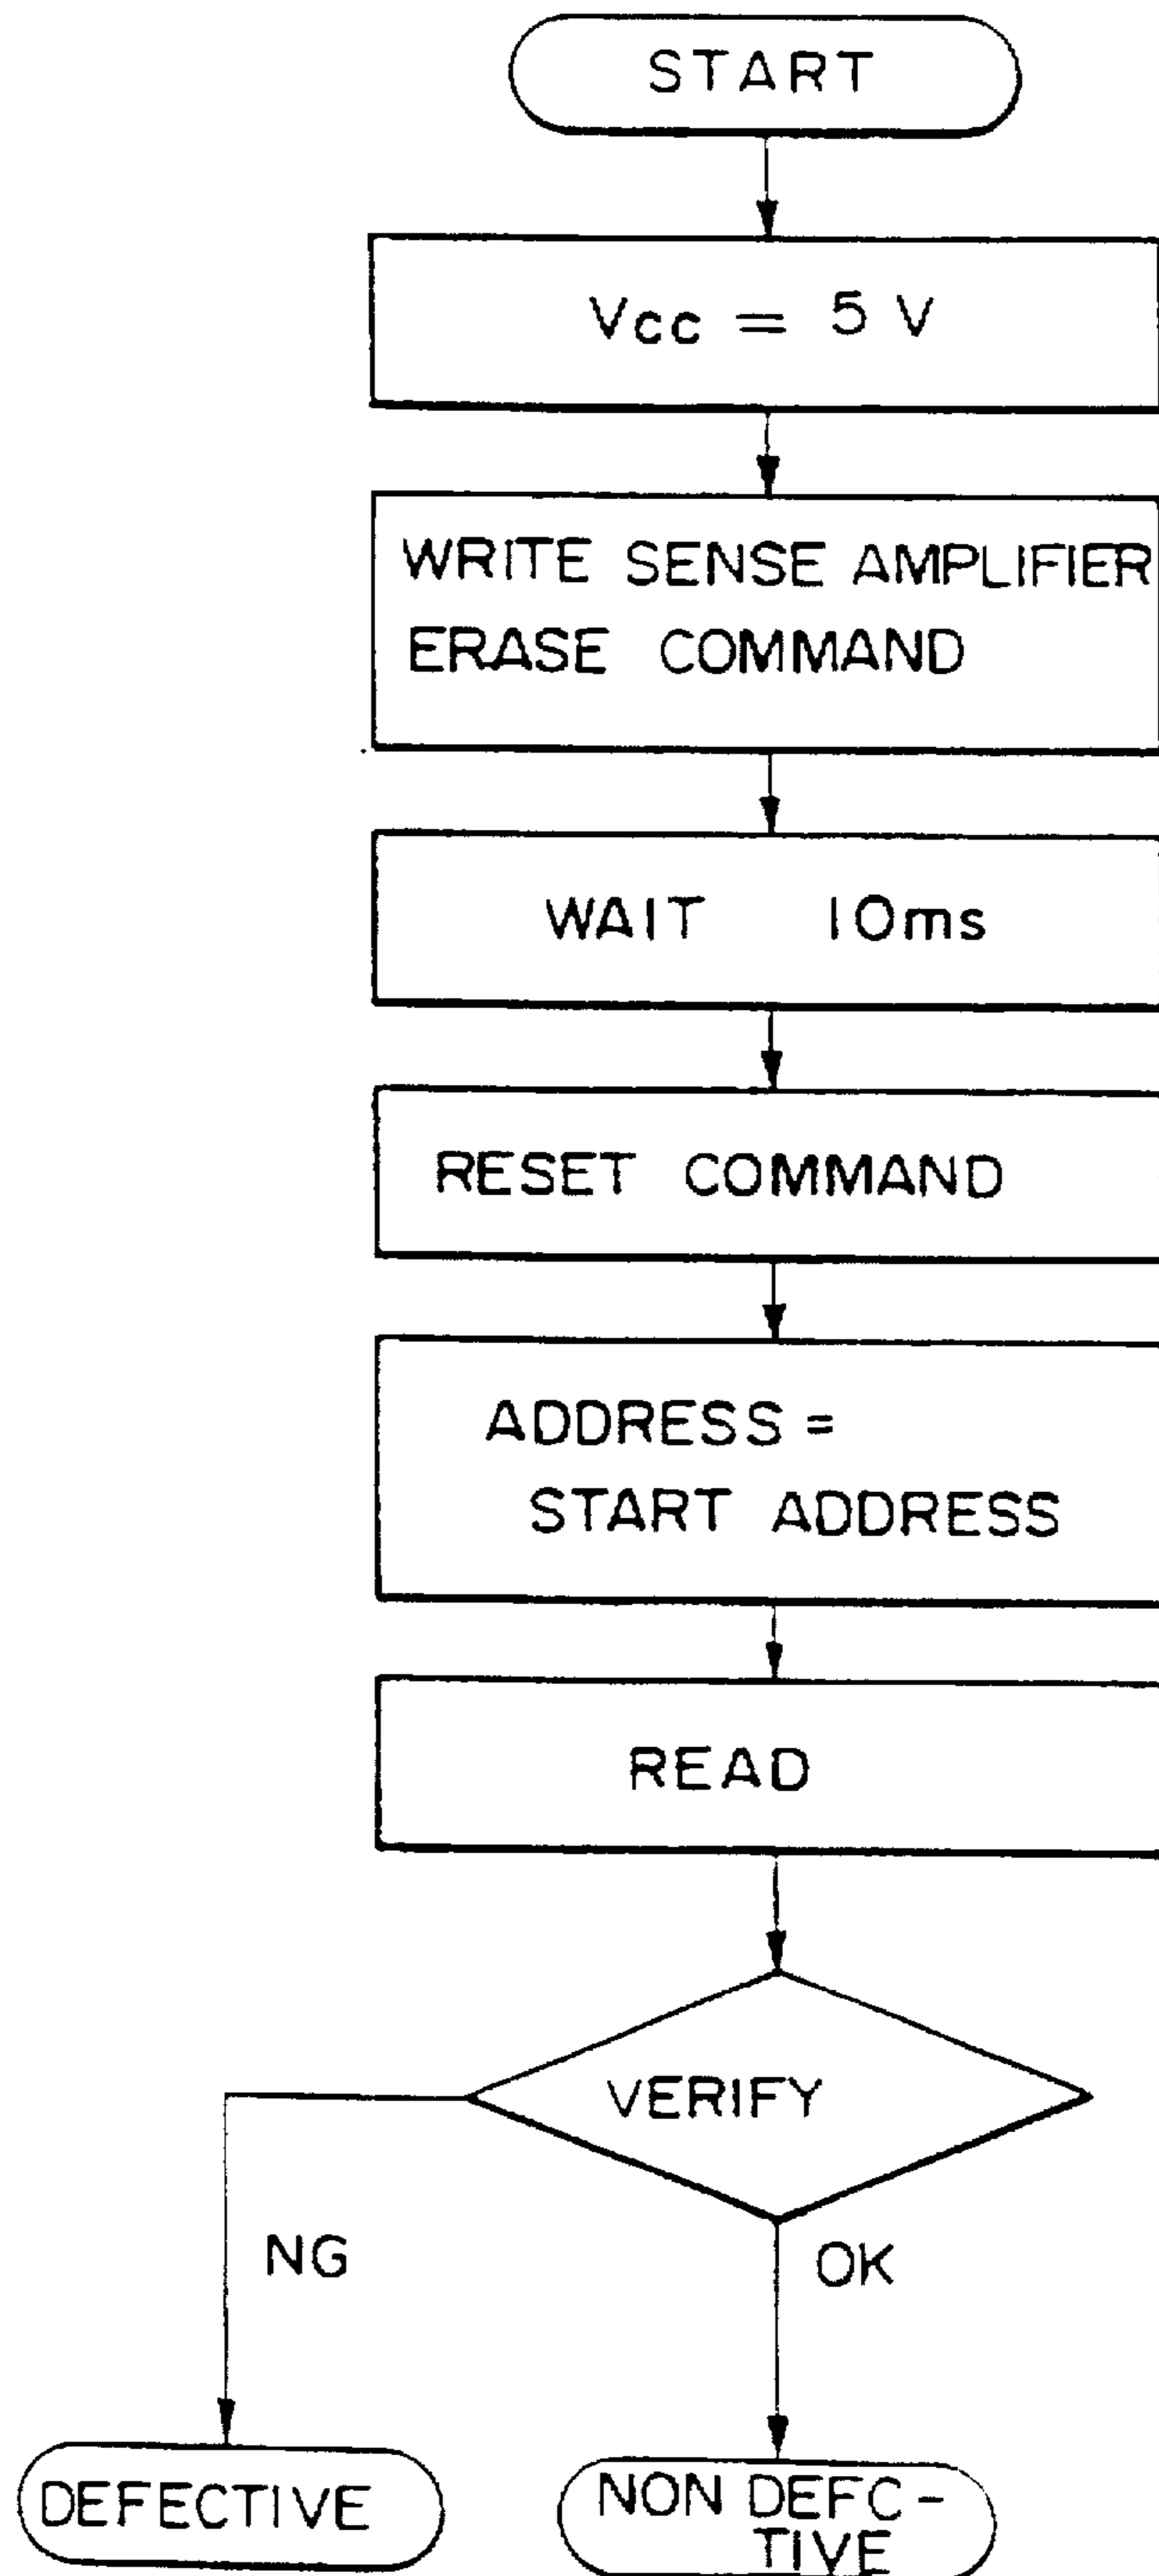 START
Vcc = 5 V
WRITE SENSE AMPLIFIER
ERASE COMMAND
WAIT 10ms
RESET COMMAND
ADDRESS =
START ADDRESS
READ
VERIFY
NG
OK
DEFECTIVE
NON DEFC-
TIVE